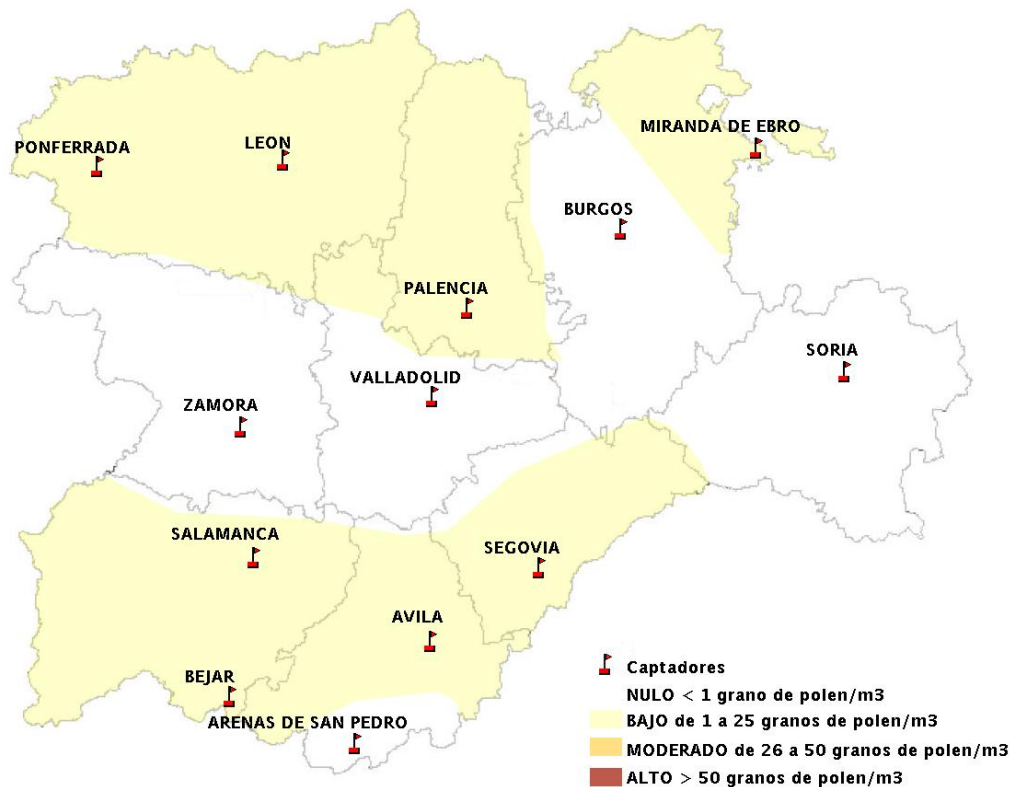 MIRANDA DE EBRO
PONFERRADA
LEON
BURGOS
PALENCIA
SORIA
VALLADOLID
ZAMORA
SALAMANCA
SEGOVIA
AVILA
BEJAR
ARENAS DE SAN PEDRO
Captadores
NULO < 1 grano de polen/m3
BAJO de 1 a 25 granos de polen/m3
MODERADO de 26 a 50 granos de polen/m3
ALTO > 50 granos de polen/m3